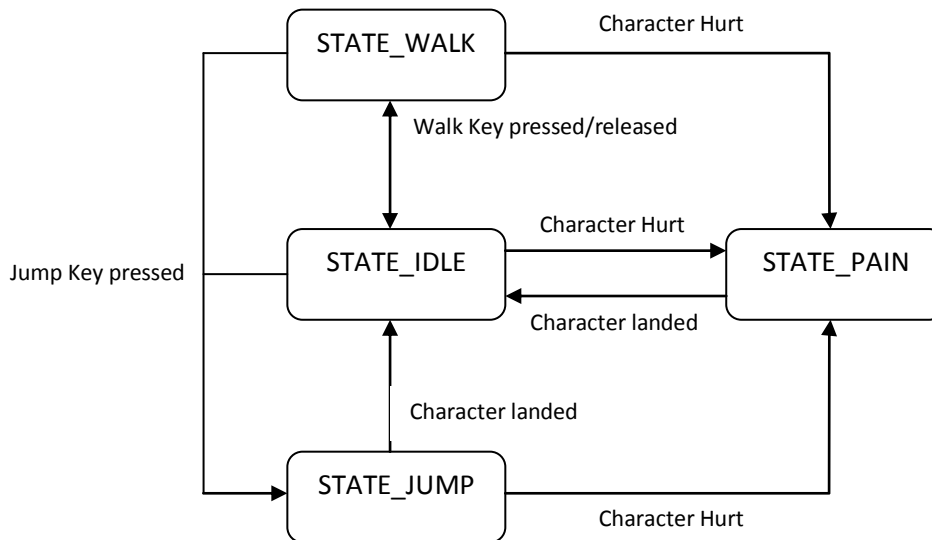 STATE_WALK
Character Hurt
Walk Key pressed/released
Character Hurt
STATE_IDLE
STATE_PAIN
Jump Key pressed
Character landed
Character landed
STATE_JUMP
Character Hurt